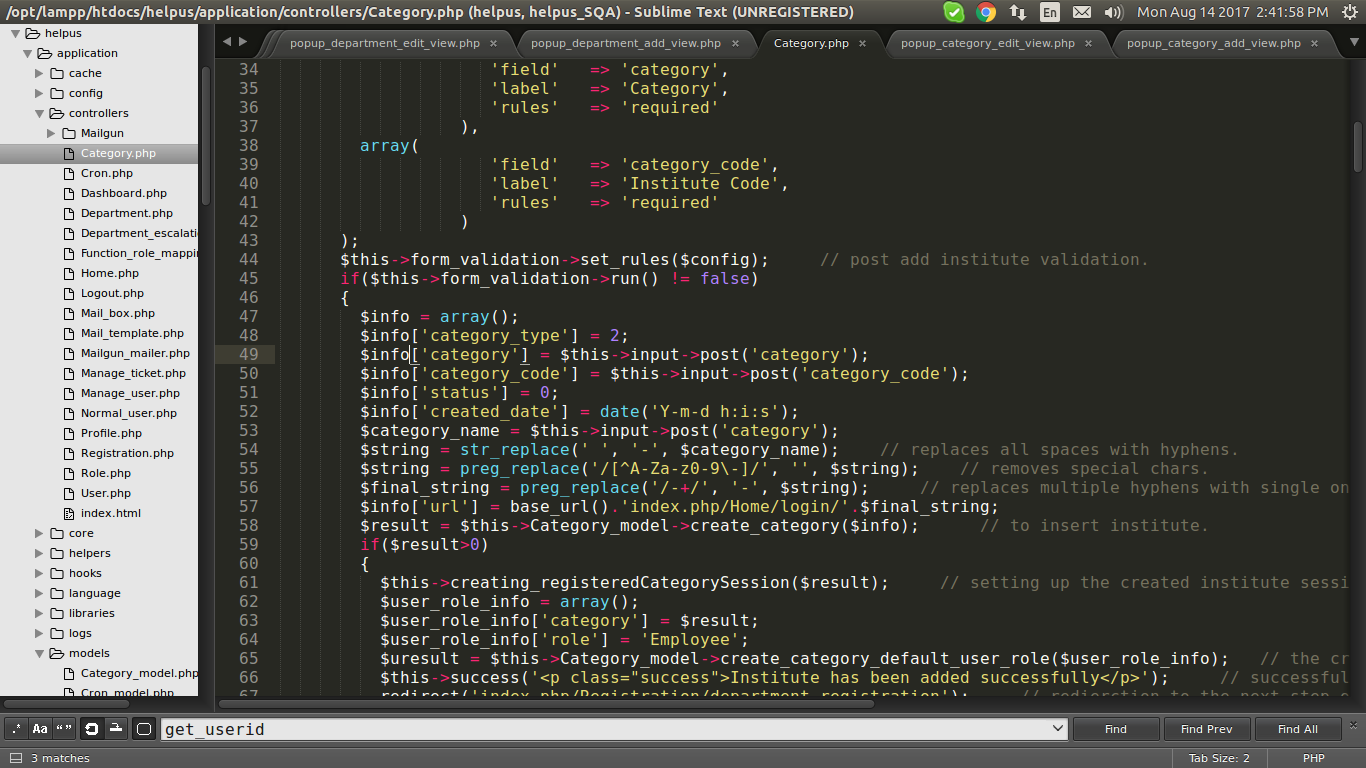 /opt/lampp/htdocs/helpus/application/controllers/Category.php (helpus, helpus_SQA) - Sublime Text (UNREGISTERED)
En
Mon Aug 14 2017 2:41:58 PM
helpus
application
cache
config
controllers
Mailgun
Category.php
Cron.php
Dashboard.php
Department.php
Department_escalati
Function_role_mappi
Home.php
Logout.php
Mail_box.php
Mail_template.php
Mailgun_mailer.php
Manage_ticket.php
Manage_user.php
Normal_user.php
Profile.php
Registration.php
Role.php
User.php
index.html
core
helpers
hooks
language
libraries
logs
models
Category_model.php
Cron_model.php
popup_department_edit_view.php × popup_department_add_view.php × Category.php × popup_category_edit_view.php × popup_category_add_view.php ×
34 'field' => 'category',
35 'label' => 'Category',
36 'rules' => 'required'
37 ),
38 array(
39 'field' => 'category_code',
40 'label' => 'Institute Code',
41 'rules' => 'required'
42 )
43 );
44 $this->form_validation->set_rules($config); // post add institute validation.
45 if($this->form_validation->run() != false)
46 {
47 $info = array();
48 $info['category_type'] = 2;
49 $info['category'] = $this->input->post('category');
50 $info['category_code'] = $this->input->post('category_code');
51 $info['status'] = 0;
52 $info['created_date'] = date('Y-m-d h:i:s');
53 $category_name = $this->input->post('category');
54 $string = str_replace(' ', '-', $category_name); // replaces all spaces with hyphens.
55 $string = preg_replace('/[^A-Za-z0-9\-]/', '', $string); // removes special chars.
56 $final_string = preg_replace('/-+/', '-', $string); // replaces multiple hyphens with single on
57 $info['url'] = base_url().'index.php/Home/login/'.$final_string;
58 $result = $this->Category_model->create_category($info); // to insert institute.
59 if($result>0)
60 {
61 $this->creating_registeredCategorySession($result); // setting up the created institute sessi
62 $user_role_info = array();
63 $user_role_info['category'] = $result;
64 $user_role_info['role'] = 'Employee';
65 $uresult = $this->Category_model->create_category_default_user_role($user_role_info); // the cr
66 $this->success('<p class="success">Institute has been added successfully</p>'); // successful
67 redirect('index.php/Registration/department_registration'); // redierction to the next step o
.* Aa “” get_userid Find Find Prev Find All ×
3 matches Tab Size: 2 PHP